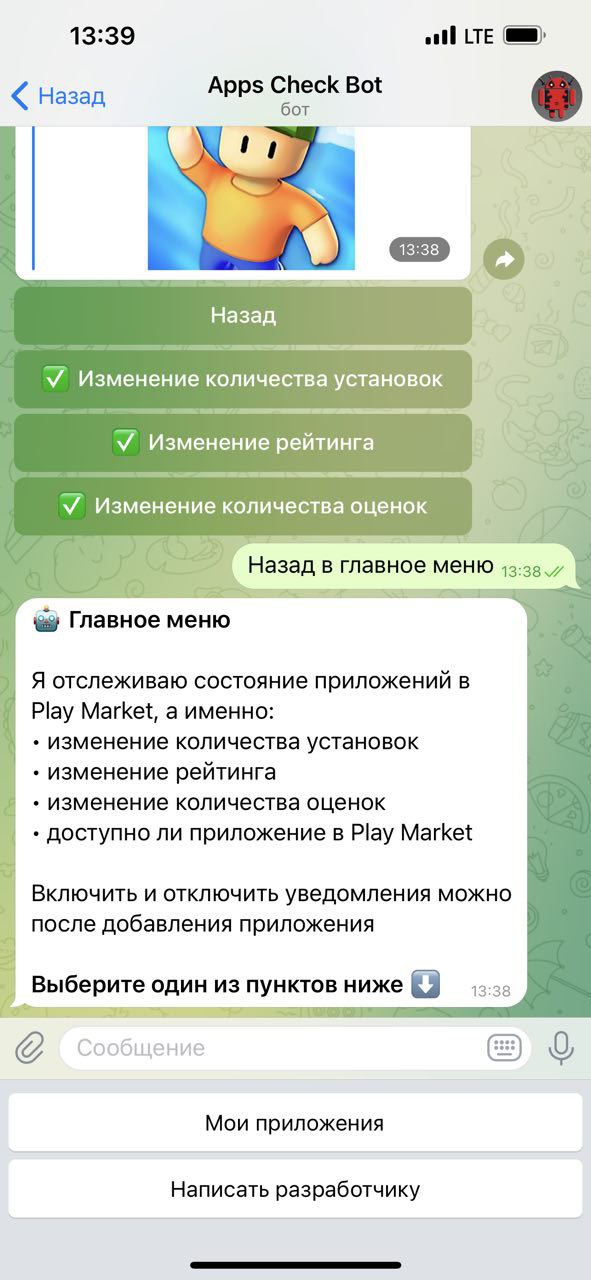 13:39
LTE
Назад
Apps Check Bot
бот
13:38
Назад
✅ Изменение количества установок
✅ Изменение рейтинга
✅ Изменение количества оценок
Назад в главное меню 13:38
🤖 Главное меню
Я отслеживаю состояние приложений в
Play Market, а именно:
• изменение количества установок
• изменение рейтинга
• изменение количества оценок
• доступно ли приложение в Play Market
Включить и отключить уведомления можно
после добавления приложения
Выберите один из пунктов ниже ⬇️ 13:38
Сообщение
Мои приложения
Написать разработчику